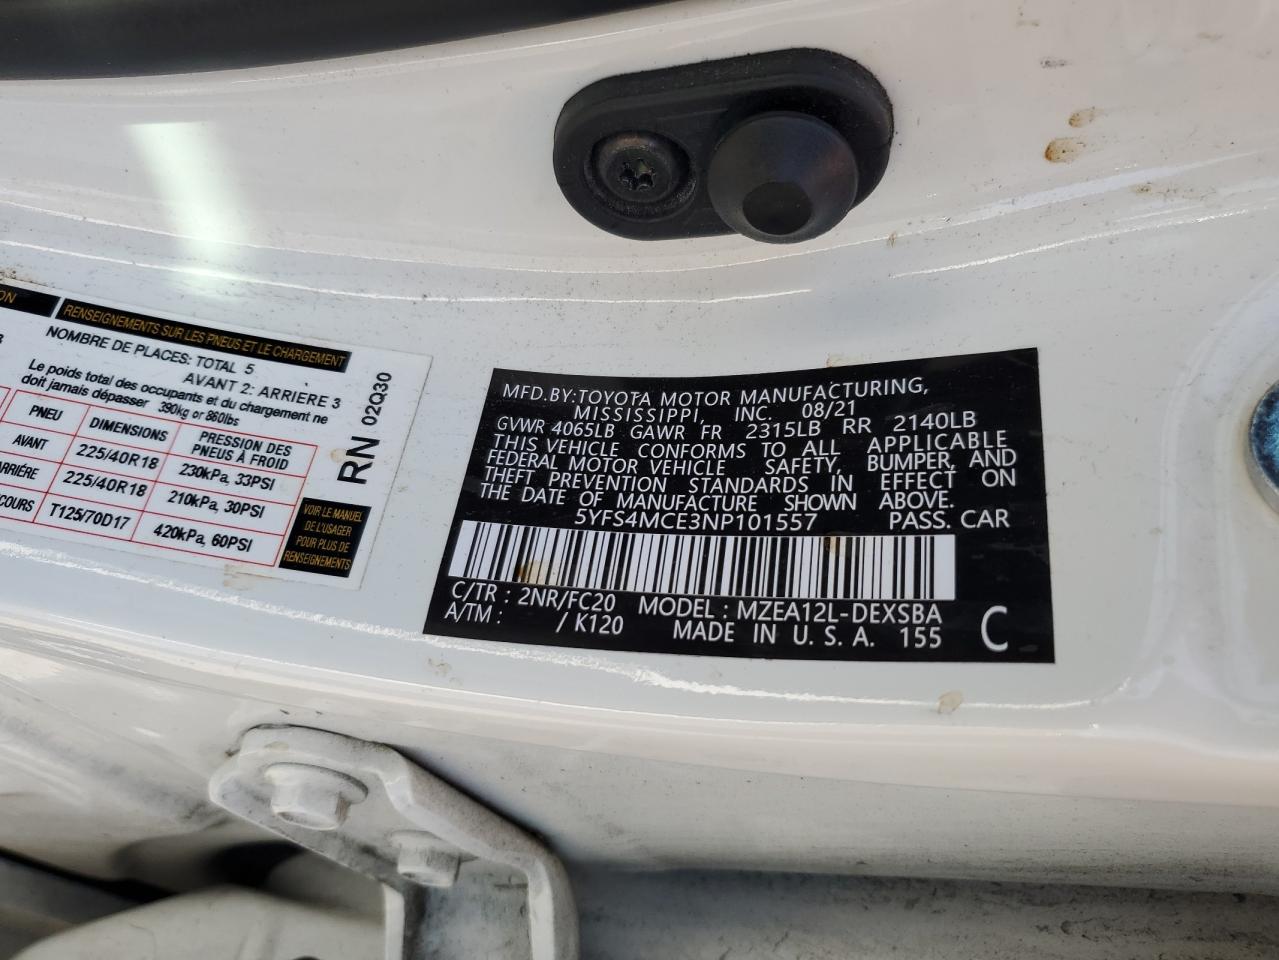 ON
RENSEIGNEMENTS SUR LES PNEUS ET LE CHARGEMENT
NOMBRE DE PLACES: TOTAL 5
AVANT 2: ARRIERE 3
Le poids total des occupants et du chargement ne
doit jamais dépasser 390kg or 860lbs
PNEU DIMENSIONS PRESSION DES
PNEUS À FROID
AVANT 225/40R18 230kPa, 33PSI
ARRIÉRE 225/40R18 210kPa, 30PSI
COURS T125/70D17 420kPa, 60PSI
RN 02Q30
VOIR LE MANUEL
DE L'USAGER
POUR PLUS DE
RENSEIGNEMENTS
MFD.BY:TOYOTA MOTOR MANUFACTURING,
MISSISSIPPI, INC. 08/21
GVWR 4065LB GAWR FR 2315LB RR 2140LB
THIS VEHICLE CONFORMS TO ALL APPLICABLE
FEDERAL MOTOR VEHICLE SAFETY, BUMPER, AND
THEFT PREVENTION STANDARDS IN EFFECT ON
THE DATE OF MANUFACTURE SHOWN ABOVE.
5YFS4MCE3NP101557 PASS. CAR
C/TR: 2NR/FC20 MODEL: MZEA12L-DEXSBA
A/TM: /K120 MADE IN U. S. A. 155 C